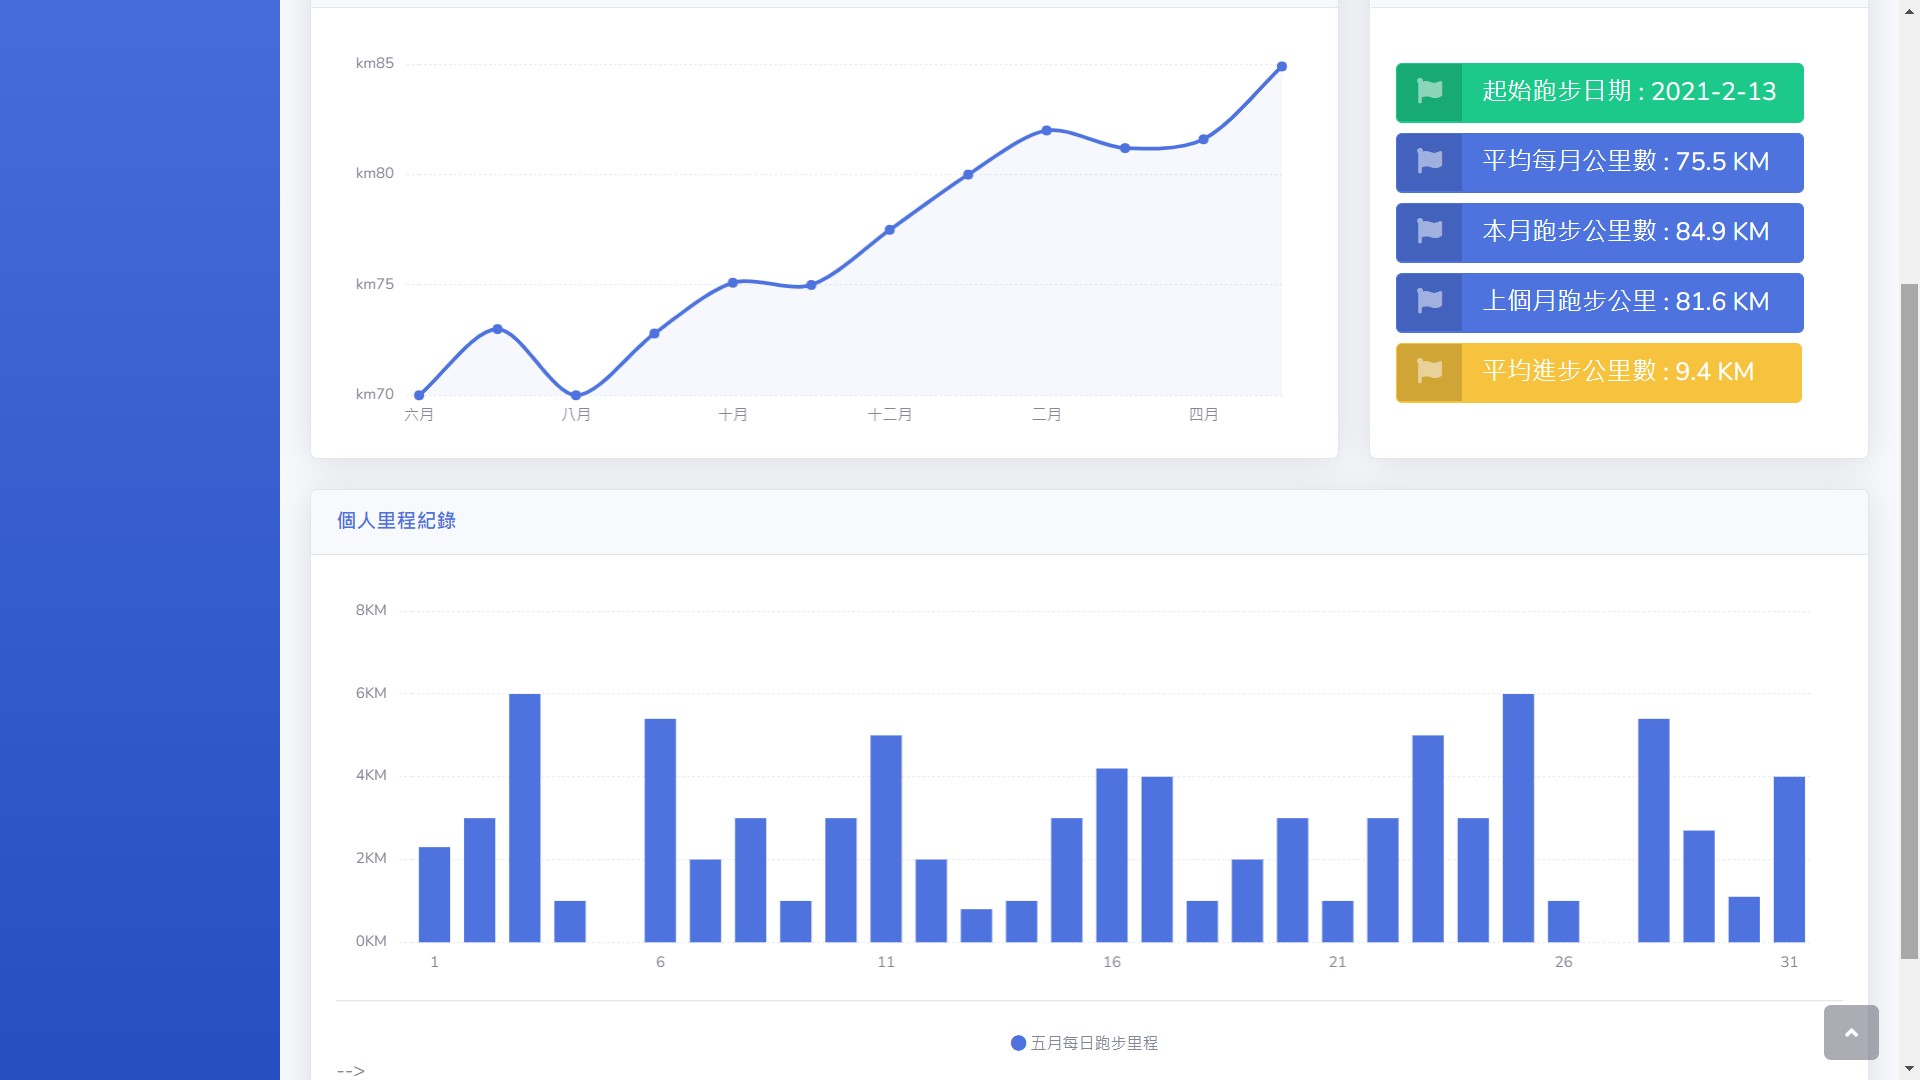 km85
km80
km75
km70
六月
八月
十月
十二月
二月
四月
起始跑步日期 : 2021-2-13
平均每月公里數 : 75.5 KM
本月跑步公里數 : 84.9 KM
上個月跑步公里 : 81.6 KM
平均進步公里數 : 9.4 KM
個人里程紀錄
8KM
6KM
4KM
2KM
0KM
1
6
11
16
21
26
31
五月每日跑步里程
-->